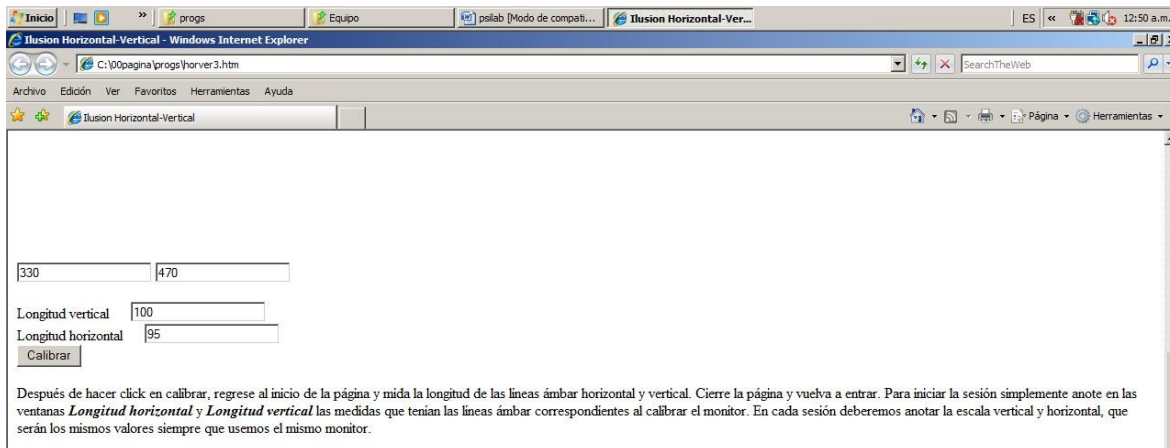 Inicio » progs Equipo psilab [Modo de compati... Ilusion Horizontal-Ver... ES « 12:50 a.m.
Ilusion Horizontal-Vertical - Windows Internet Explorer
C:\00pagina\progs\horver3.htm SearchTheWeb
Archivo Edición Ver Favoritos Herramientas Ayuda
Ilusion Horizontal-Vertical Página Herramientas
330 470
Longitud vertical 100
Longitud horizontal 95
Calibrar
Después de hacer click en calibrar, regrese al inicio de la página y mida la longitud de las lineas ámbar horizontal y vertical. Cierre la página y vuelva a entrar. Para iniciar la sesión simplemente anote en las
ventanas Longitud horizontal y Longitud vertical las medidas que tenian las lineas ámbar correspondientes al calibrar el monitor. En cada sesión deberemos anotar la escala vertical y horizontal, que
serán los mismos valores siempre que usemos el mismo monitor.